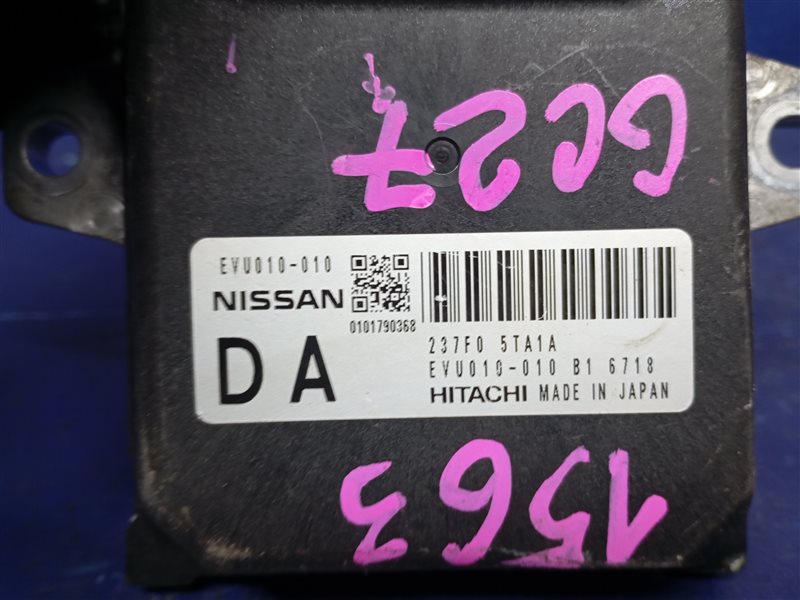 GC27
EVU010-010
NISSAN
0101790368
DA
237F0 5TA1A
EVU010-010 B1 6718
HITACHI MADE IN JAPAN
1563